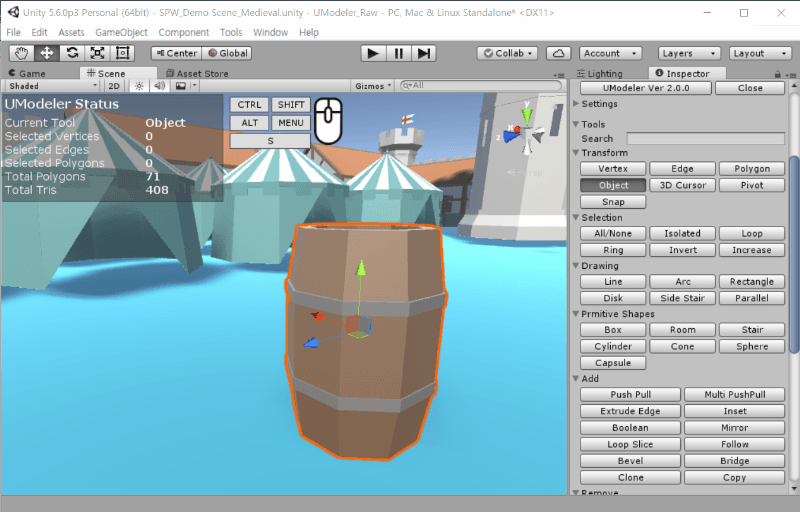 Unity 5.6.0p3 Personal (64bit) - SPW_Demo Scene_Medieval.unity - UModeler_Raw - PC, Mac & Linux Standalone* <DX11>
File Edit Assets GameObject Component Tools Window Help
Center Global Collab Account Layers Layout
Game Scene Asset Store Lighting Inspector
Shaded 2D Gizmos All
UModeler Ver 2.0.0 Close
UModeler Status
Current Tool Object
Selected Vertices 0
Selected Edges 0
Selected Polygons 0
Total Polygons 71
Total Tris 408
CTRL SHIFT
ALT MENU
S
y
x
z
Persp
Settings
Tools
Search
Transform
Vertex Edge Polygon
Object 3D Cursor Pivot
Snap
Selection
All/None Isolated Loop
Ring Invert Increase
Drawing
Line Arc Rectangle
Disk Side Stair Parallel
Prmitive Shapes
Box Room Stair
Cylinder Cone Sphere
Capsule
Add
Push Pull Multi PushPull
Extrude Edge Inset
Boolean Mirror
Loop Slice Follow
Bevel Bridge
Clone Copy
Remove